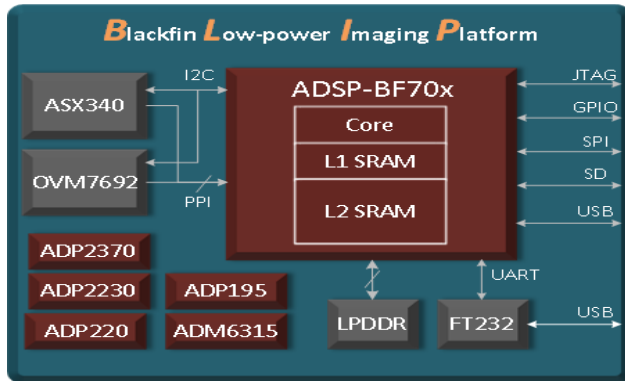 Blackfin Low-power Imaging Platform
I2C
ASX340
OVM7692
PPI
ADSP-BF70x
Core
L1 SRAM
L2 SRAM
JTAG
GPIO
SPI
SD
USB
ADP2370
ADP2230
ADP195
ADP220
ADM6315
UART
LPDDR
FT232
USB